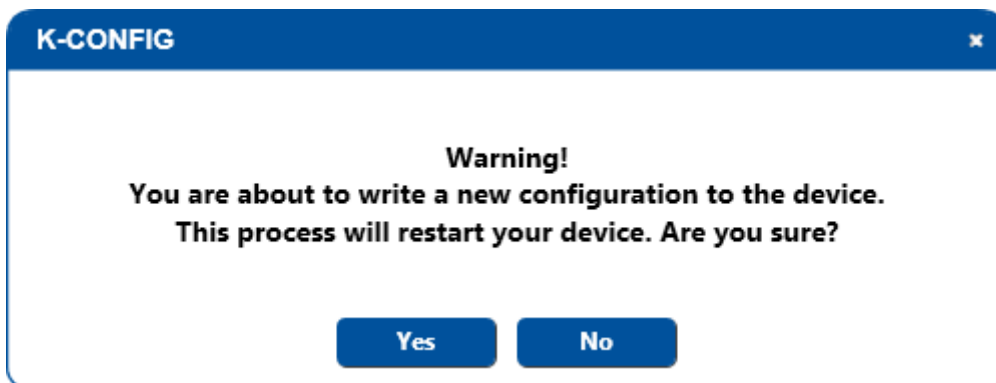 K-CONFIG
Warning!
You are about to write a new configuration to the device.
This process will restart your device. Are you sure?
Yes No